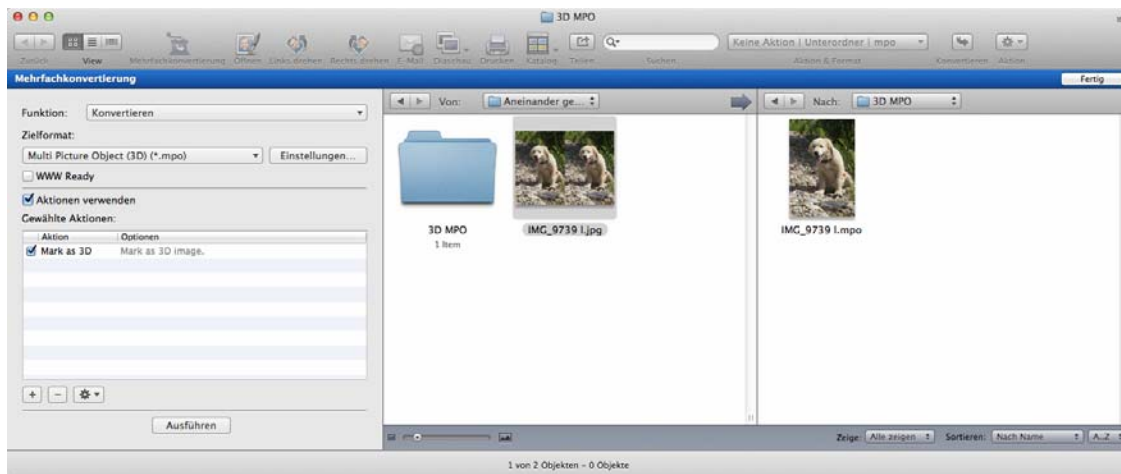 3D MPO
Keine Aktion | Unterordner | mpo
Zurück View Mehrfachkonvertierung Öffnen Links drehen Rechts drehen E-Mail Diaschau Drucken Katalog Teilen Suchen Aktion & Format Konvertieren Aktion
Mehrfachkonvertierung
Fertig
Funktion: Konvertieren
Zielformat:
Multi Picture Object (3D) (*.mpo) Einstellungen...
WWW Ready
Aktionen verwenden
Gewählte Aktionen:
Aktion Optionen
Mark as 3D Mark as 3D image.
+ -
Ausführen
Von: Aneinander ge...
3D MPO
1 Item
IMG_9739 l.jpg
Nach: 3D MPO
IMG_9739 l.mpo
Zeige: Alle zeigen Sortieren: Nach Name A..Z
1 von 2 Objekten - 0 Objekte